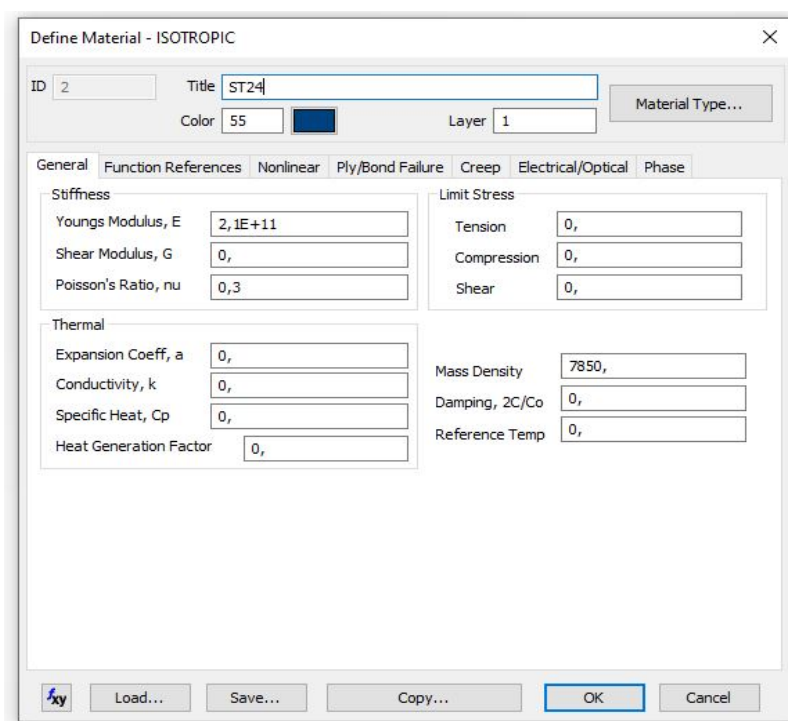 Define Material - ISOTROPIC
ID 2 Title ST24
Color 55 Layer 1 Material Type...
General Function References Nonlinear Ply/Bond Failure Creep Electrical/Optical Phase
Stiffness
Youngs Modulus, E 2,1E+11
Shear Modulus, G 0,
Poisson's Ratio, nu 0,3
Limit Stress
Tension 0,
Compression 0,
Shear 0,
Thermal
Expansion Coeff, a 0,
Conductivity, k 0,
Specific Heat, Cp 0,
Heat Generation Factor 0,
Mass Density 7850,
Damping, 2C/Co 0,
Reference Temp 0,
fxy Load... Save... Copy... OK Cancel